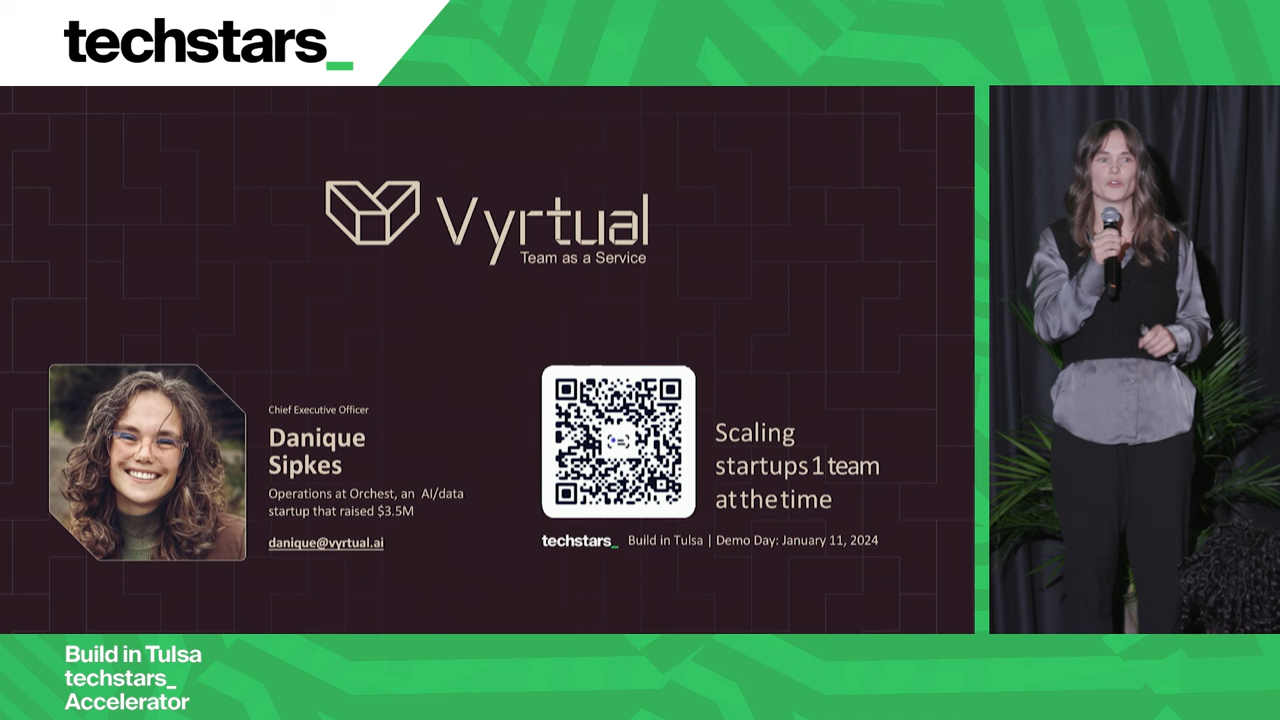 techstars_
Vyrtual
Team as a Service
Chief Executive Officer
Danique
Sipkes
Operations at Orchest, an AI/data
startup that raised $3.5M
danique@vyrtual.ai
Scaling
startups 1 team
at the time
techstars_ Build in Tulsa | Demo Day: January 11, 2024
Build in Tulsa
techstars_
Accelerator